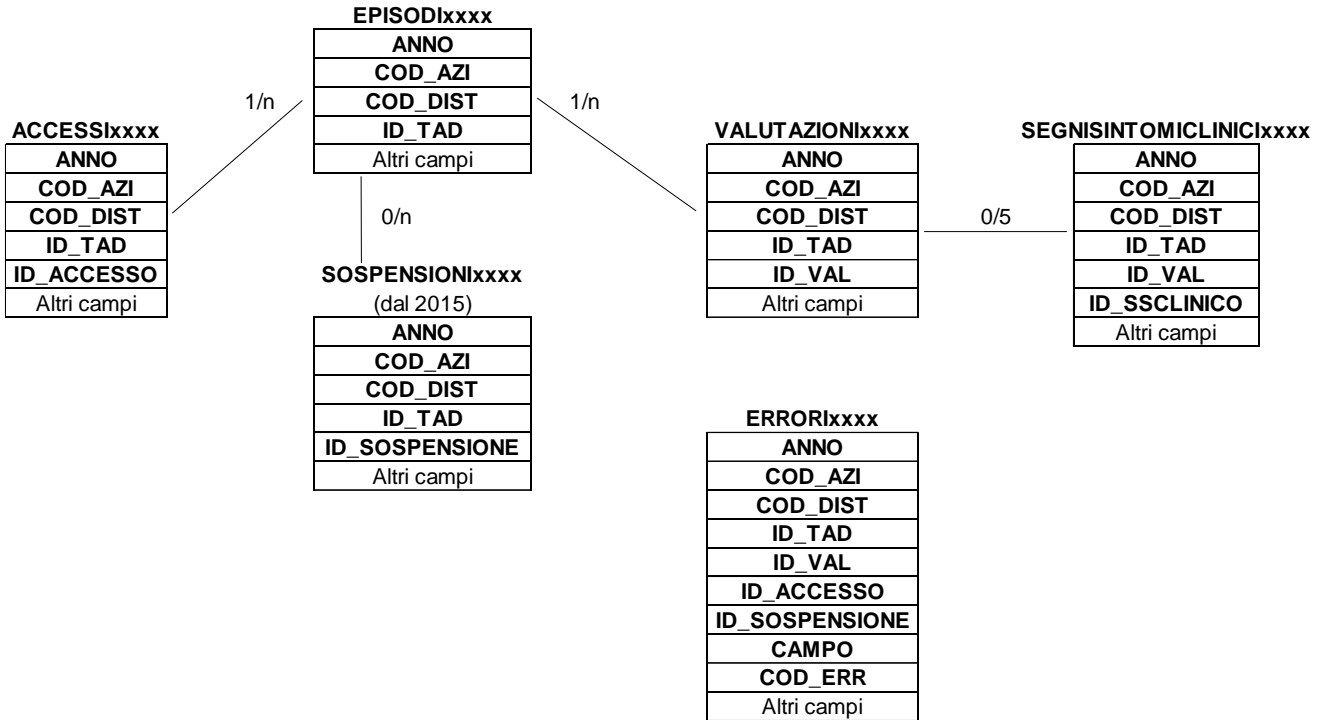 EPISODIxxxx
ANNO
COD_AZI
COD_DIST
ID_TAD
Altri campi
1/n
1/n
0/n
ACCESSIxxxx
ANNO
COD_AZI
COD_DIST
ID_TAD
ID_ACCESSO
Altri campi
SOSPENSIONIxxxx
(dal 2015)
ANNO
COD_AZI
COD_DIST
ID_TAD
ID_SOSPENSIONE
Altri campi
VALUTAZIONIxxxx
ANNO
COD_AZI
COD_DIST
ID_TAD
ID_VAL
Altri campi
0/5
SEGNISINTOMICLINICIxxxx
ANNO
COD_AZI
COD_DIST
ID_TAD
ID_VAL
ID_SSCLINICO
Altri campi
ERRORIxxxx
ANNO
COD_AZI
COD_DIST
ID_TAD
ID_VAL
ID_ACCESSO
ID_SOSPENSIONE
CAMPO
COD_ERR
Altri campi